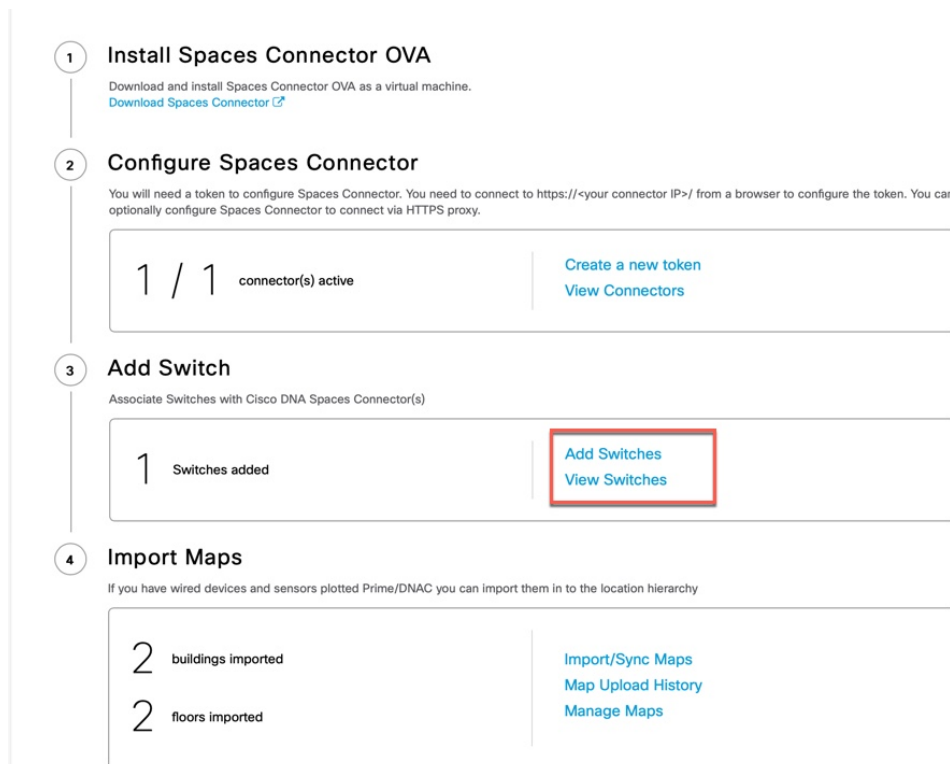 1
Install Spaces Connector OVA
Download and install Spaces Connector OVA as a virtual machine.
Download Spaces Connector
2
Configure Spaces Connector
You will need a token to configure Spaces Connector. You need to connect to https://<your connector IP>/ from a browser to configure the token. You can
optionally configure Spaces Connector to connect via HTTPS proxy.
1 / 1 connector(s) active
Create a new token
View Connectors
3
Add Switch
Associate Switches with Cisco DNA Spaces Connector(s)
1 Switches added
Add Switches
View Switches
4
Import Maps
If you have wired devices and sensors plotted Prime/DNAC you can import them in to the location hierarchy
2 buildings imported
2 floors imported
Import/Sync Maps
Map Upload History
Manage Maps